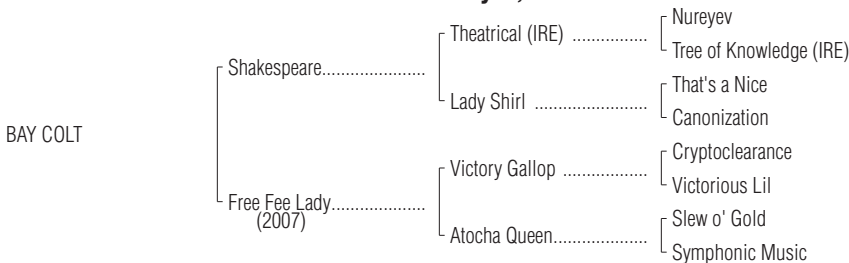 Nureyev
Theatrical (IRE) ................
Tree of Knowledge (IRE)
Shakespeare......................
That's a Nice
Lady Shirl ........................
Canonization
BAY COLT
Cryptoclearance
Victory Gallop ..................
Victorious Lil
Free Fee Lady....................
(2007)
Slew o' Gold
Atocha Queen....................
Symphonic Music